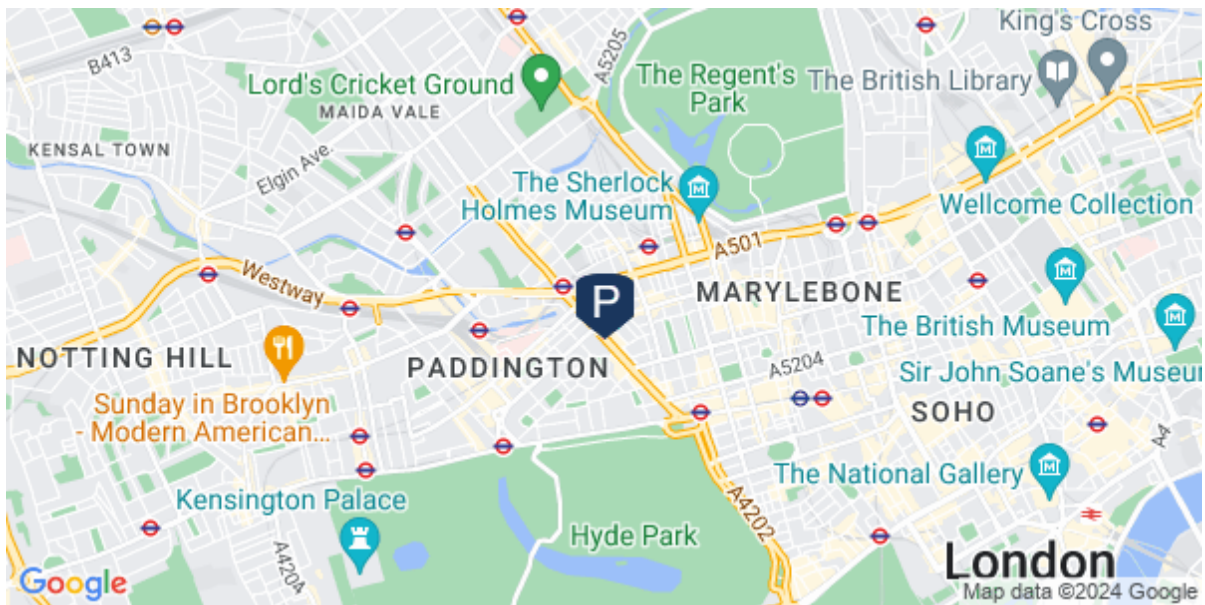 King's Cross
B413
A5205
Lord's Cricket Ground
The Regent's
Park
The British Library
MAIDA VALE
KENSAL TOWN
Elgin Ave.
The Sherlock
Holmes Museum
M
M
Wellcome Collection
A501
Westway
P
MARYLEBONE
M
The British Museum
M
NOTTING HILL
PADDINGTON
A5204
Sir John Soane's Museum
Sunday in Brooklyn
- Modern American...
SOHO
A4
The National Gallery
M
Kensington Palace
A4202
Hyde Park
A4204
London
Google
Map data ©2024 Google